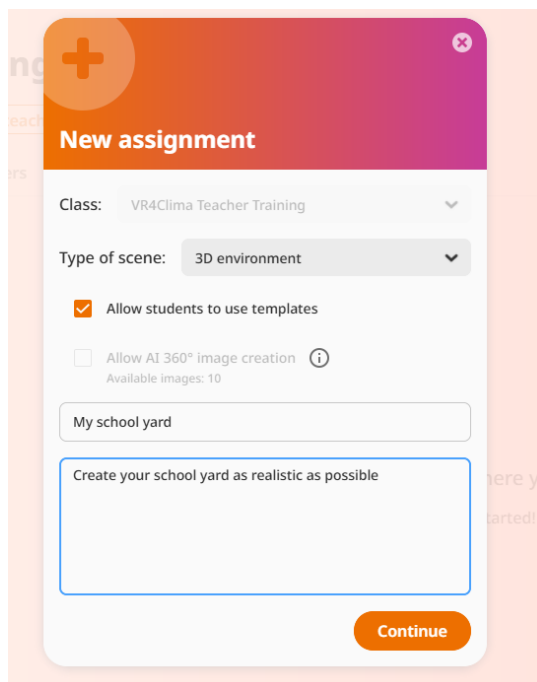 New assignment
Class: VR4Clima Teacher Training
Type of scene: 3D environment
Allow students to use templates
Allow AI 360° image creation
Available images: 10
My school yard
Create your school yard as realistic as possible
Continue